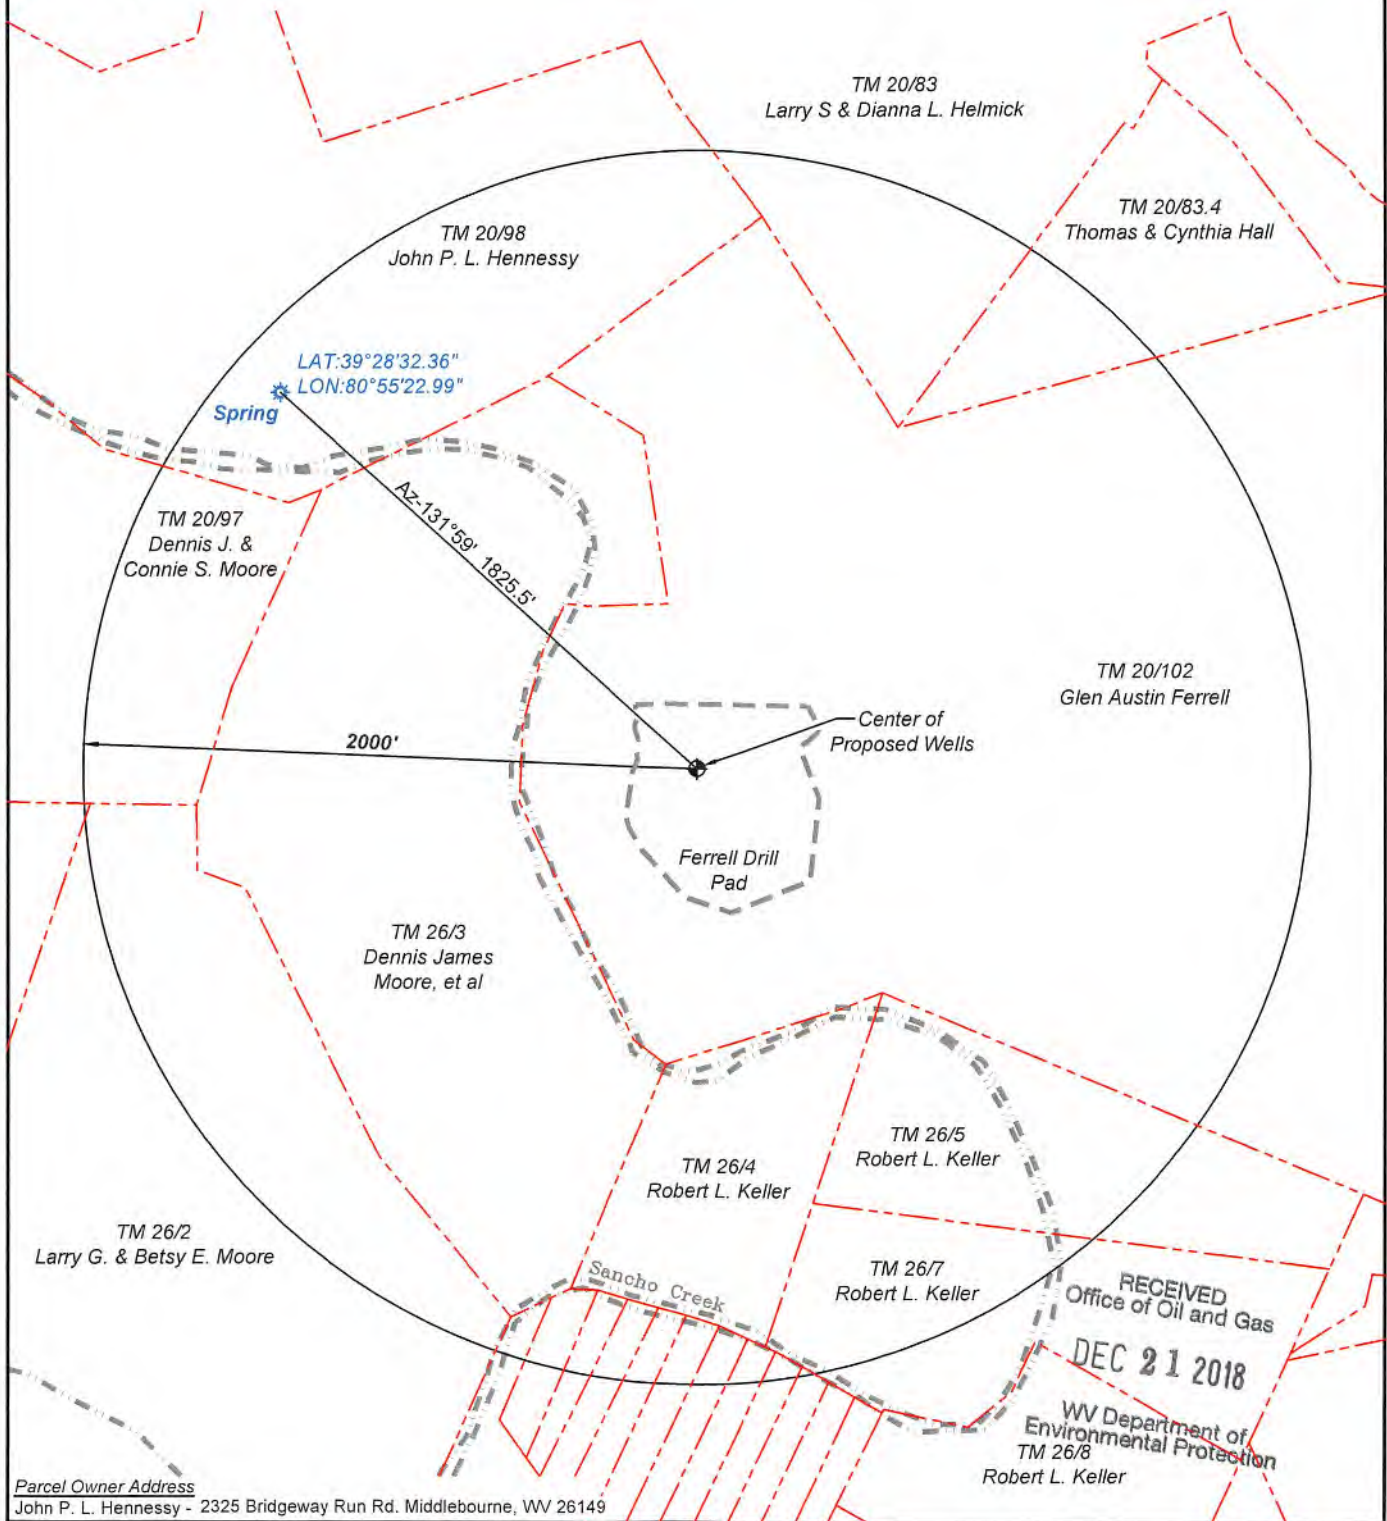 TM 20/83
Larry S & Dianna L. Helmick
TM 20/83.4
Thomas & Cynthia Hall
TM 20/98
John P. L. Hennessy
LAT:39°28'32.36"
LON:80°55'22.99"
Spring
Az-131°59' 1825.5'
TM 20/97
Dennis J. &
Connie S. Moore
TM 20/102
Glen Austin Ferrell
2000'
Center of
Proposed Wells
Ferrell Drill
Pad
TM 26/3
Dennis James
Moore, et al
TM 26/5
Robert L. Keller
TM 26/4
Robert L. Keller
TM 26/2
Larry G. & Betsy E. Moore
TM 26/7
Robert L. Keller
Sancho Creek
RECEIVED
Office of Oil and Gas
DEC 21 2018
WV Department of
Environmental Protection
TM 26/8
Robert L. Keller
Parcel Owner Address
John P. L. Hennessy - 2325 Bridgeway Run Rd. Middlebourne, WV 26149